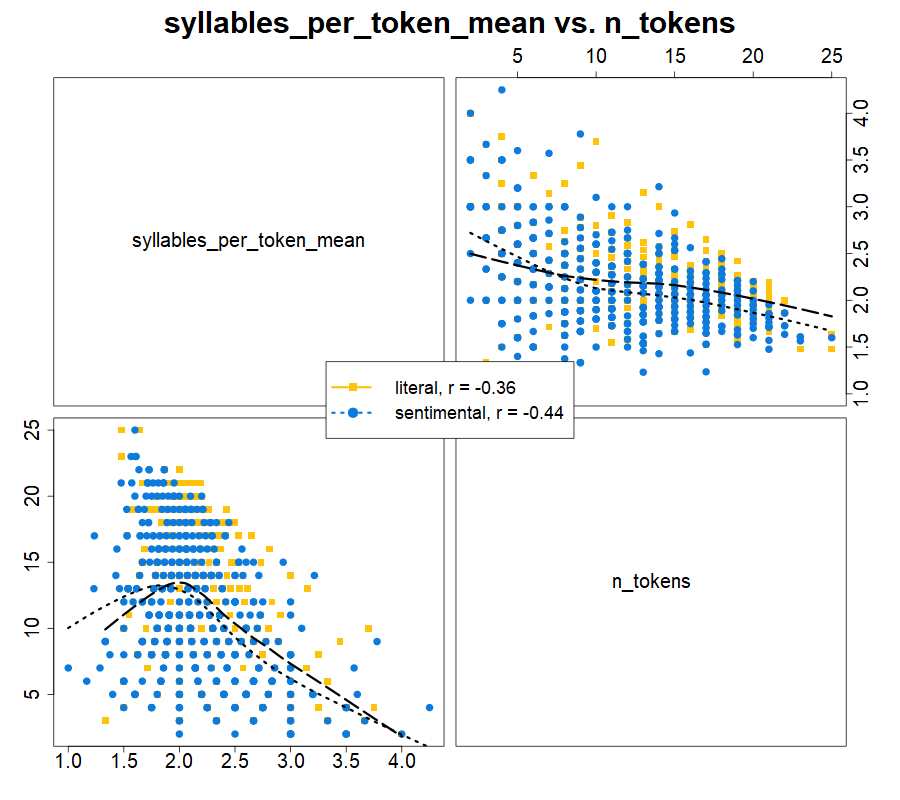 syllables_per_token_mean vs. n_tokens
5 10 15 20 25
syllables_per_token_mean
1.0 1.5 2.0 2.5 3.0 3.5 4.0
literal, r = -0.36
sentimental, r = -0.44
5 10 15 20 25
n_tokens
1.0 1.5 2.0 2.5 3.0 3.5 4.0